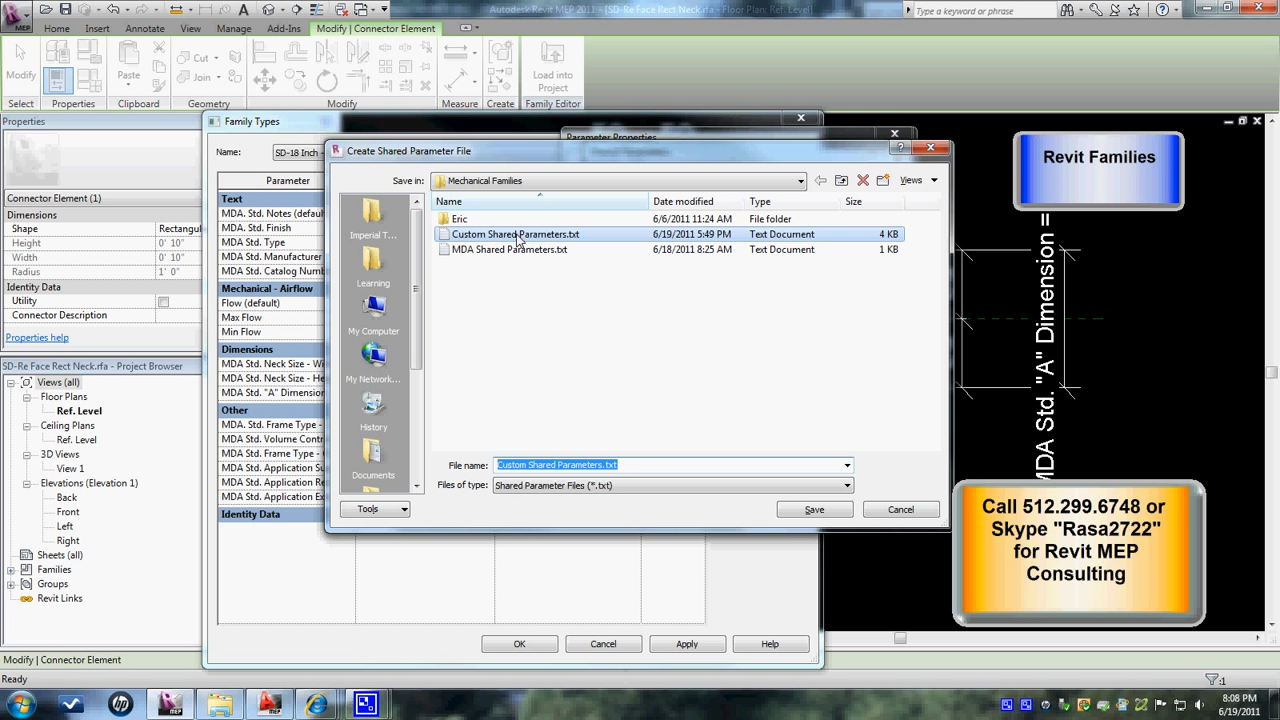 Autodesk Revit MEP 2011 - SD-Re Face Rect Neck.rfa - Floor Plan: Ref. Level
Type a keyword or phrase
MEP
Home
Insert
Annotate
View
Manage
Add-Ins
Modify | Connector Element
Modify
Paste
Cut
Join
Load into
Project
Select
Properties
Clipboard
Geometry
Modify
Measure
Create
Family Editor
Properties
Connector Element (1)
Dimensions
Shape Rectangul
Height 0' 10"
Width 0' 10"
Radius 1' 0"
Identity Data
Utility
Connector Description
Properties help
SD-Re Face Rect Neck.rfa - Project Browser
Views (all)
Floor Plans
Ref. Level
Ceiling Plans
Ref. Level
3D Views
View 1
Elevations (Elevation 1)
Back
Front
Left
Right
Sheets (all)
Families
Groups
Revit Links
Family Types
Name: SD-18 Inch -
Parameter
Text
MDA. Std. Notes (defau
MDA. Std. Finish
MDA Std. Type
MDA Std. Manufacturer
MDA Std. Catalog Numb
Mechanical - Airflow
Flow (default)
Max Flow
Min Flow
Dimensions
MDA Std. Neck Size - Wi
MDA Std. Neck Size - He
MDA Std. "A" Dimension
Other
MDA Std. Frame Type -
MDA Std. Volume Contr
MDA Std. Frame Type -
MDA Std. Application Su
MDA Std. Application Re
MDA Std. Application Ex
Identity Data
OK
Cancel
Apply
Help
Parameter Properties
Create Shared Parameter File
Save in: Mechanical Families
Views
Name Date modified Type Size
Eric 6/6/2011 11:24 AM File folder
Custom Shared Parameters.txt 6/19/2011 5:49 PM Text Document 4 KB
MDA Shared Parameters.txt 6/18/2011 8:25 AM Text Document 1 KB
Imperial T...
Learning
My Computer
My Network...
History
Documents
File name: Custom Shared Parameters.txt
Files of type: Shared Parameter Files (*.txt)
Tools
Save
Cancel
Revit Families
MDA Std. "A" Dimension =
Call 512.299.6748 or
Skype "Rasa2722"
for Revit MEP
Consulting
Modify | Connector Element
Ready
:1
hp
MEP
8:08 PM
6/19/2011